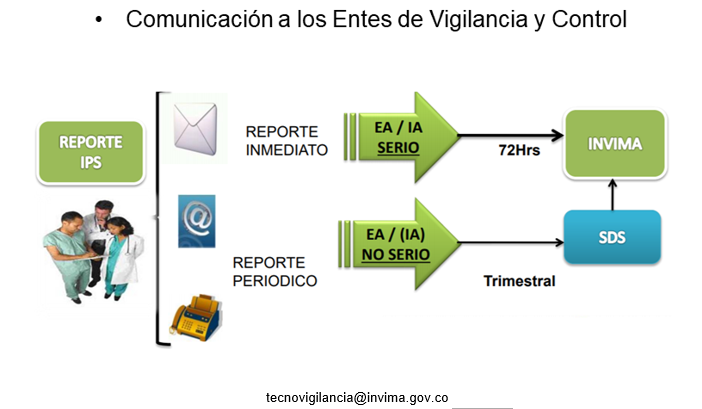 • Comunicación a los Entes de Vigilancia y Control
REPORTE
IPS
REPORTE
INMEDIATO
EA / IA
SERIO
72Hrs
INVIMA
@
REPORTE
PERIODICO
EA / (IA)
NO SERIO
Trimestral
SDS
tecnovigilancia@invima.gov.co